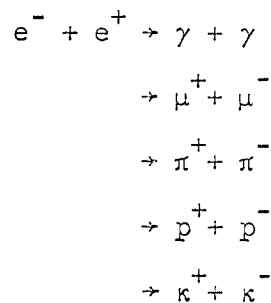 e⁻ + e⁺ → γ + γ
→ μ⁺ + μ⁻
→ π⁺ + π⁻
→ p⁺ + p⁻
→ κ⁺ + κ⁻